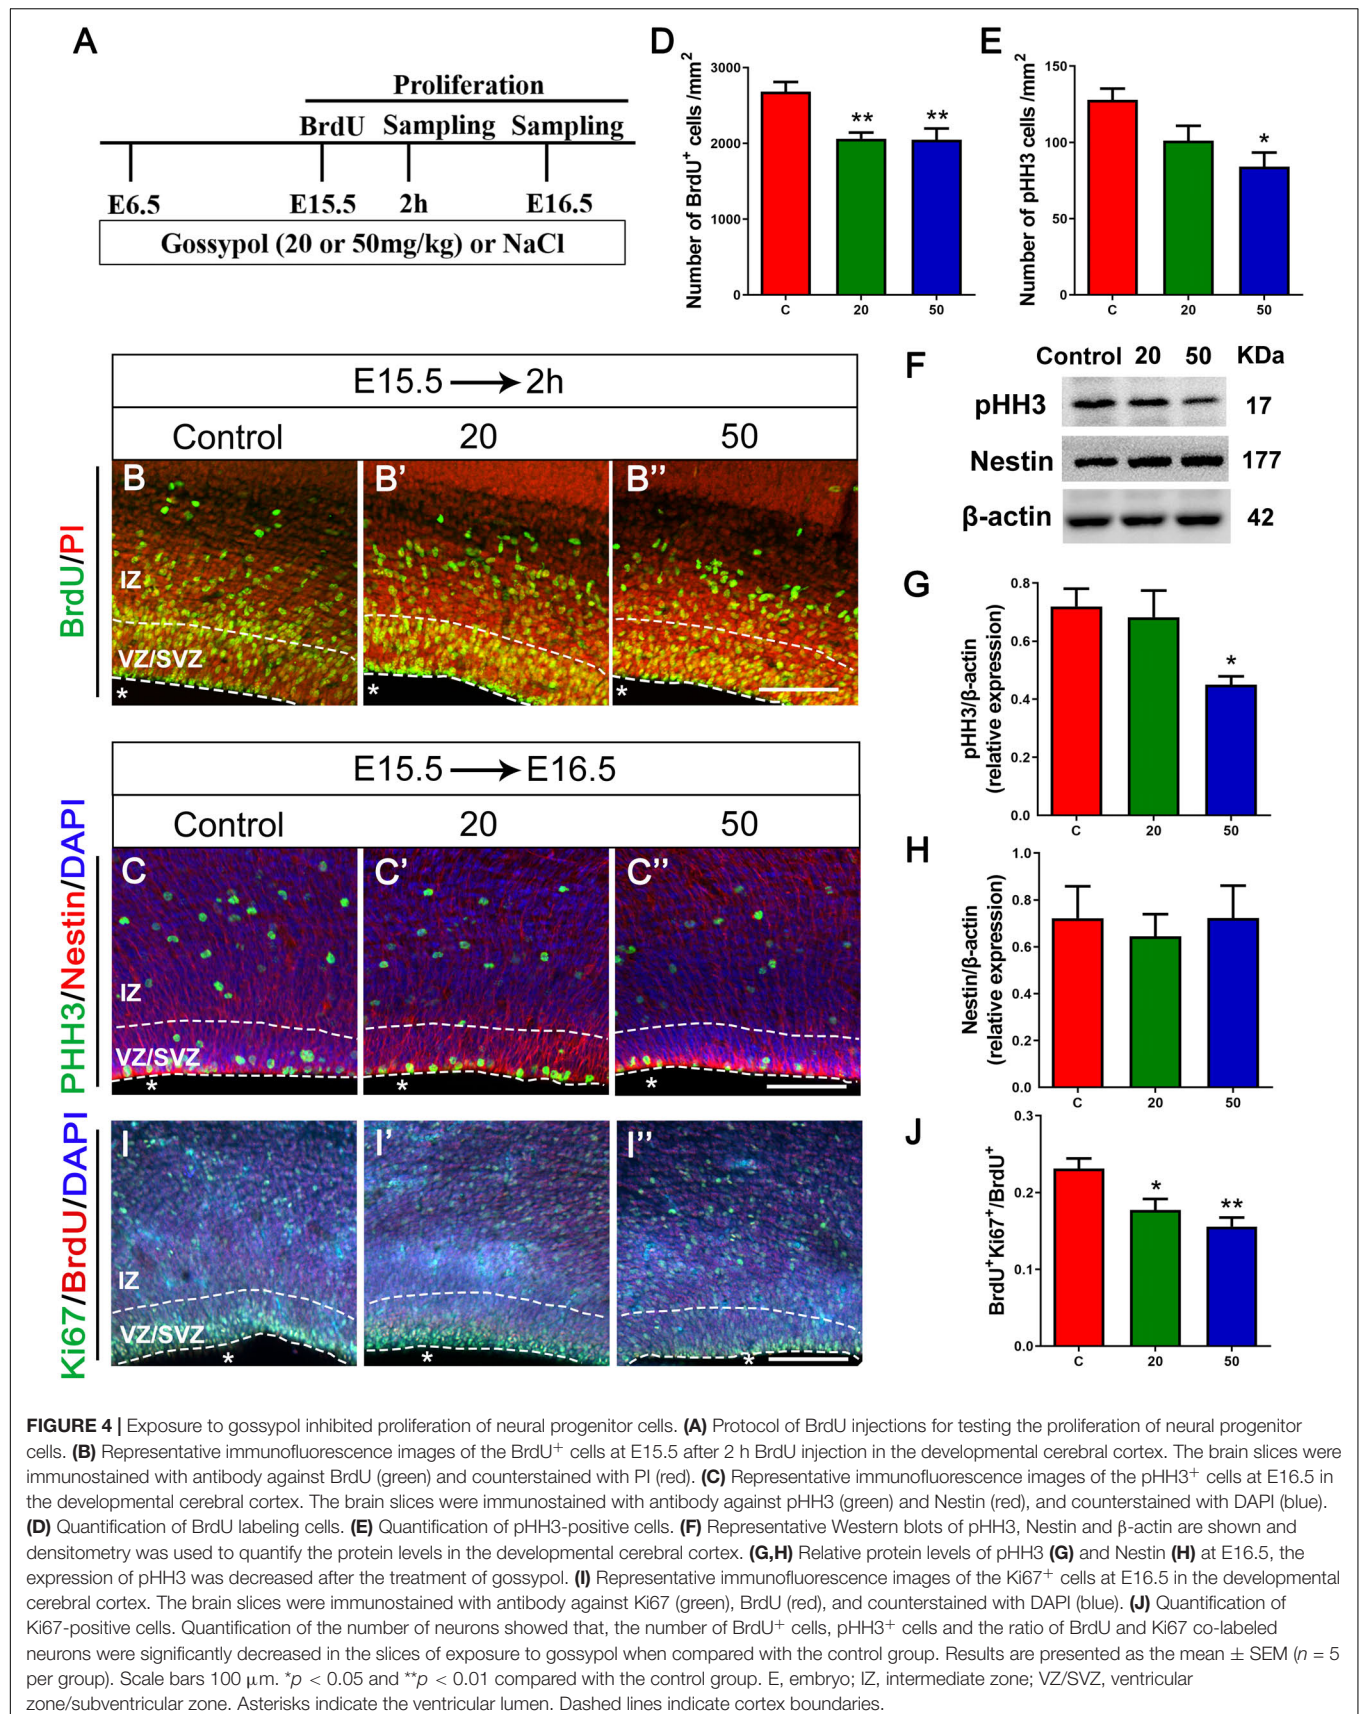 A
Proliferation
BrdU Sampling Sampling
E6.5 E15.5 2h E16.5
Gossypol (20 or 50mg/kg) or NaCl
D
Number of BrdU⁺ cells /mm²
3000
2000
1000
0
** **
C 20 50
E
Number of pHH3 cells /mm²
150
100
50
0
*
C 20 50
E15.5 → 2h
Control 20 50
BrdU/PI
B B' B''
IZ
VZ/SVZ
* * *
F
Control 20 50 KDa
pHH3 17
Nestin 177
β-actin 42
G
pHH3/β-actin
(relative expression)
0.8
0.6
0.4
0.2
0.0
*
C 20 50
E15.5 → E16.5
Control 20 50
PHH3/Nestin/DAPI
C C' C''
IZ
VZ/SVZ
* * *
H
Nestin/β-actin
(relative expression)
1.0
0.8
0.6
0.4
0.2
0.0
C 20 50
Ki67/BrdU/DAPI
I I' I''
IZ
VZ/SVZ
* * *
J
BrdU⁺Ki67⁺/BrdU⁺
0.3
0.2
0.1
0.0
* **
C 20 50
FIGURE 4 | Exposure to gossypol inhibited proliferation of neural progenitor cells. (A) Protocol of BrdU injections for testing the proliferation of neural progenitor
cells. (B) Representative immunofluorescence images of the BrdU⁺ cells at E15.5 after 2 h BrdU injection in the developmental cerebral cortex. The brain slices were
immunostained with antibody against BrdU (green) and counterstained with PI (red). (C) Representative immunofluorescence images of the pHH3⁺ cells at E16.5 in
the developmental cerebral cortex. The brain slices were immunostained with antibody against pHH3 (green) and Nestin (red), and counterstained with DAPI (blue).
(D) Quantification of BrdU labeling cells. (E) Quantification of pHH3-positive cells. (F) Representative Western blots of pHH3, Nestin and β-actin are shown and
densitometry was used to quantify the protein levels in the developmental cerebral cortex. (G,H) Relative protein levels of pHH3 (G) and Nestin (H) at E16.5, the
expression of pHH3 was decreased after the treatment of gossypol. (I) Representative immunofluorescence images of the Ki67⁺ cells at E16.5 in the developmental
cerebral cortex. The brain slices were immunostained with antibody against Ki67 (green), BrdU (red), and counterstained with DAPI (blue). (J) Quantification of
Ki67-positive cells. Quantification of the number of neurons showed that, the number of BrdU⁺ cells, pHH3⁺ cells and the ratio of BrdU and Ki67 co-labeled
neurons were significantly decreased in the slices of exposure to gossypol when compared with the control group. Results are presented as the mean ± SEM (n = 5
per group). Scale bars 100 μm. *p < 0.05 and **p < 0.01 compared with the control group. E, embryo; IZ, intermediate zone; VZ/SVZ, ventricular
zone/subventricular zone. Asterisks indicate the ventricular lumen. Dashed lines indicate cortex boundaries.